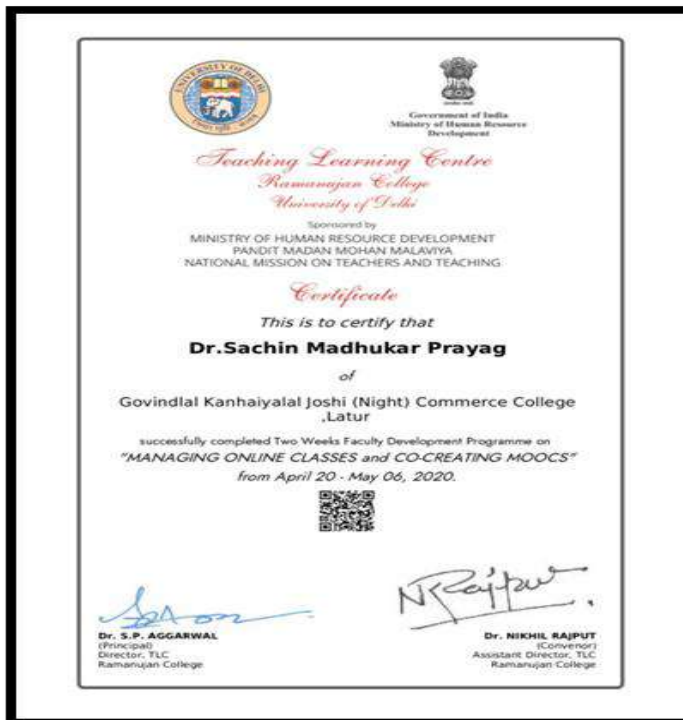 UNIVERSITY OF DELHI
Government of India
Ministry of Human Resource
Development
Teaching Learning Centre
Ramanujan College
University of Delhi
Sponsored by
MINISTRY OF HUMAN RESOURCE DEVELOPMENT
PANDIT MADAN MOHAN MALAVIYA
NATIONAL MISSION ON TEACHERS AND TEACHING
Certificate
This is to certify that
Dr.Sachin Madhukar Prayag
of
Govindlal Kanhaiyalal Joshi (Night) Commerce College
,Latur
successfully completed Two Weeks Faculty Development Programme on
"MANAGING ONLINE CLASSES and CO-CREATING MOOCS"
from April 20 - May 06, 2020.
NKRajput
Dr. S.P. AGGARWAL
(Principal)
Director, TLC
Ramanujan College
Dr. NIKHIL RAJPUT
(Convenor)
Assistant Director, TLC
Ramanujan College